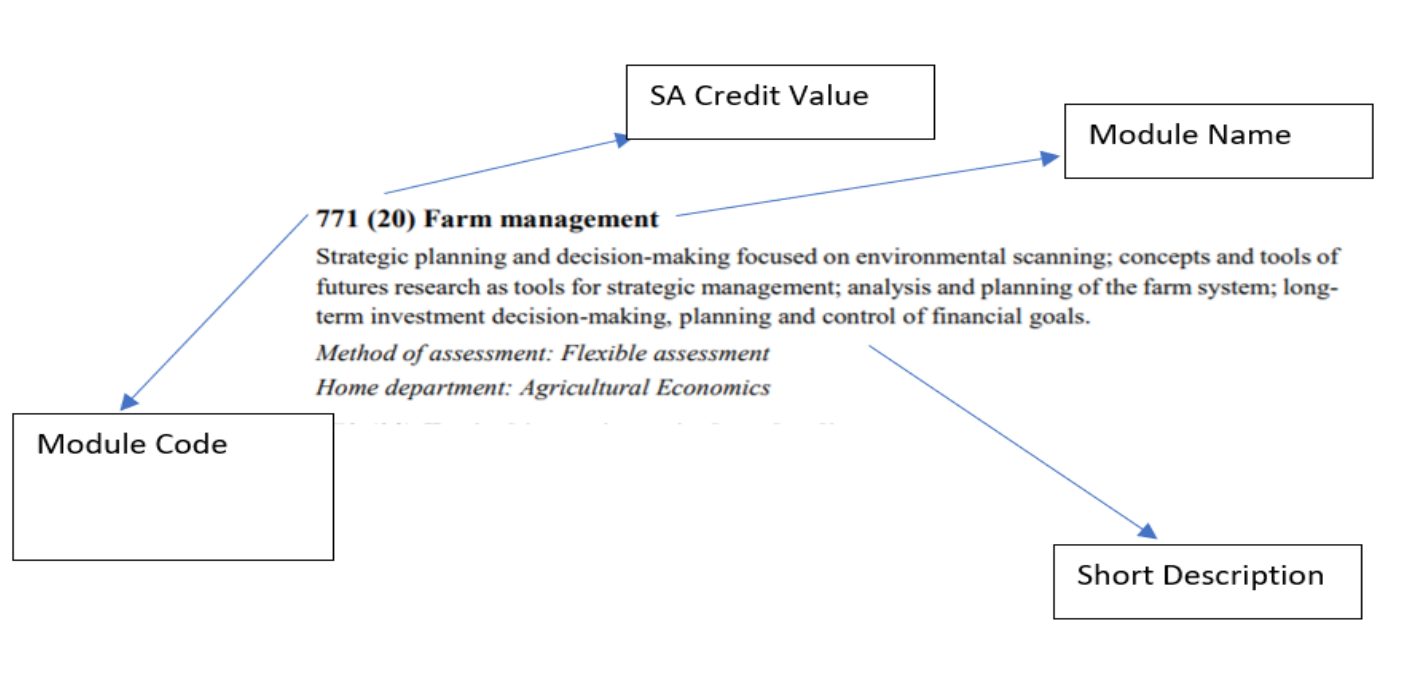 SA Credit Value
Module Name
771 (20) Farm management
Strategic planning and decision-making focused on environmental scanning; concepts and tools of
futures research as tools for strategic management; analysis and planning of the farm system; long-
term investment decision-making, planning and control of financial goals.
Method of assessment: Flexible assessment
Home department: Agricultural Economics
Module Code
Short Description